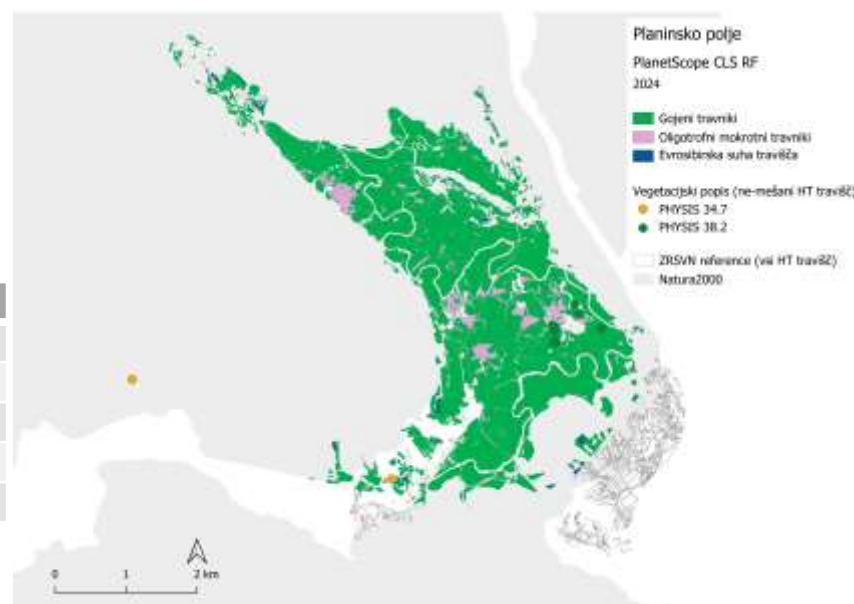 Planinsko polje
PlanetScope CLS RF
2024
Gojeni travniki
Oligotrofni mokrotni travniki
Evrosibirska suha travišča
Vegetacijski popis (ne-mešani HT travišč)
PHYSIS 34.7
PHYSIS 38.2
ZRSVN reference (vsi HT travišč)
Natura2000
0 1 2 km